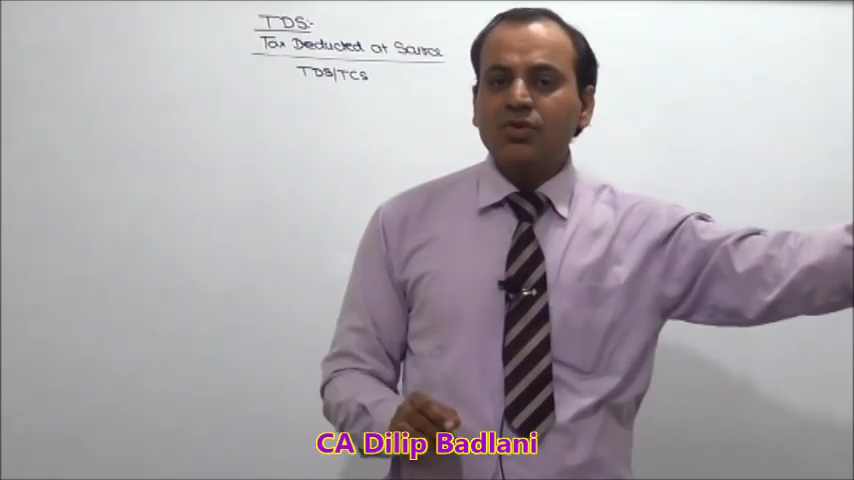 TDS:-
Tax Deducted at Source
TDS/TCS
CA Dilip Badlani